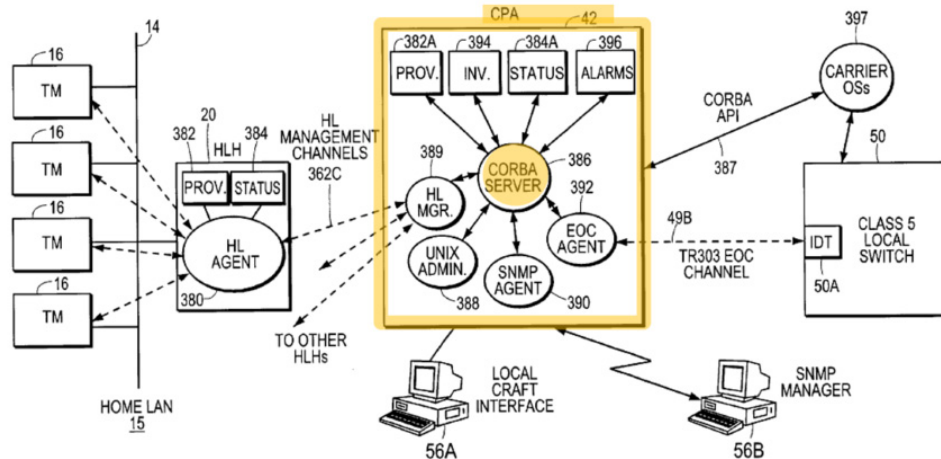 CPA
42
14
16
TM
16
TM
16
TM
16
TM
HOME LAN
15
20
382
384
HLH
PROV.
STATUS
HL
AGENT
380
HL
MANAGEMENT
CHANNELS
362C
TO OTHER
HLHs
382A
394
384A
396
PROV.
INV.
STATUS
ALARMS
389
HL
MGR.
CORBA
SERVER
386
392
EOC
AGENT
UNIX
ADMIN.
388
SNMP
AGENT
390
CORBA
API
387
397
CARRIER
OSs
50
CLASS 5
LOCAL
SWITCH
IDT
50A
49B
TR303 EOC
CHANNEL
LOCAL
CRAFT
INTERFACE
56A
SNMP
MANAGER
56B